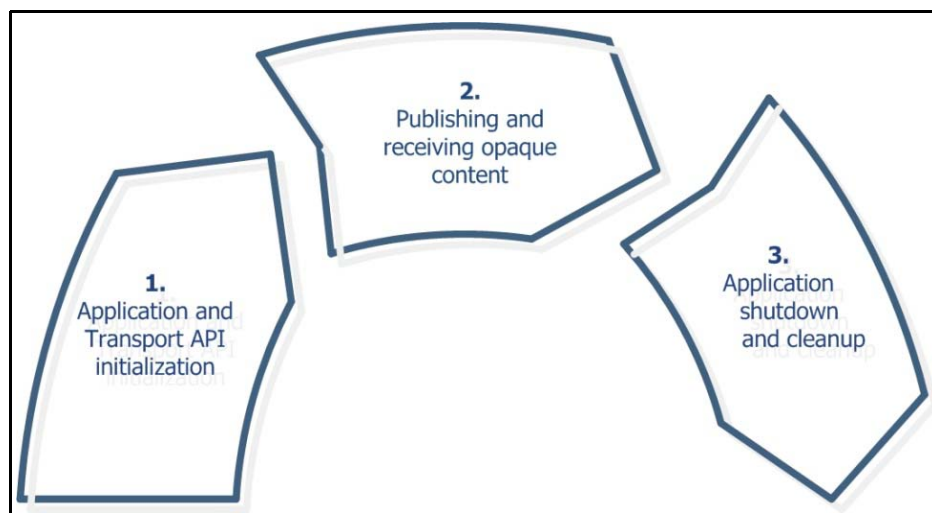 1.
Application and
Transport API
initialization
2.
Publishing and
receiving opaque
content
3.
Application
shutdown
and cleanup